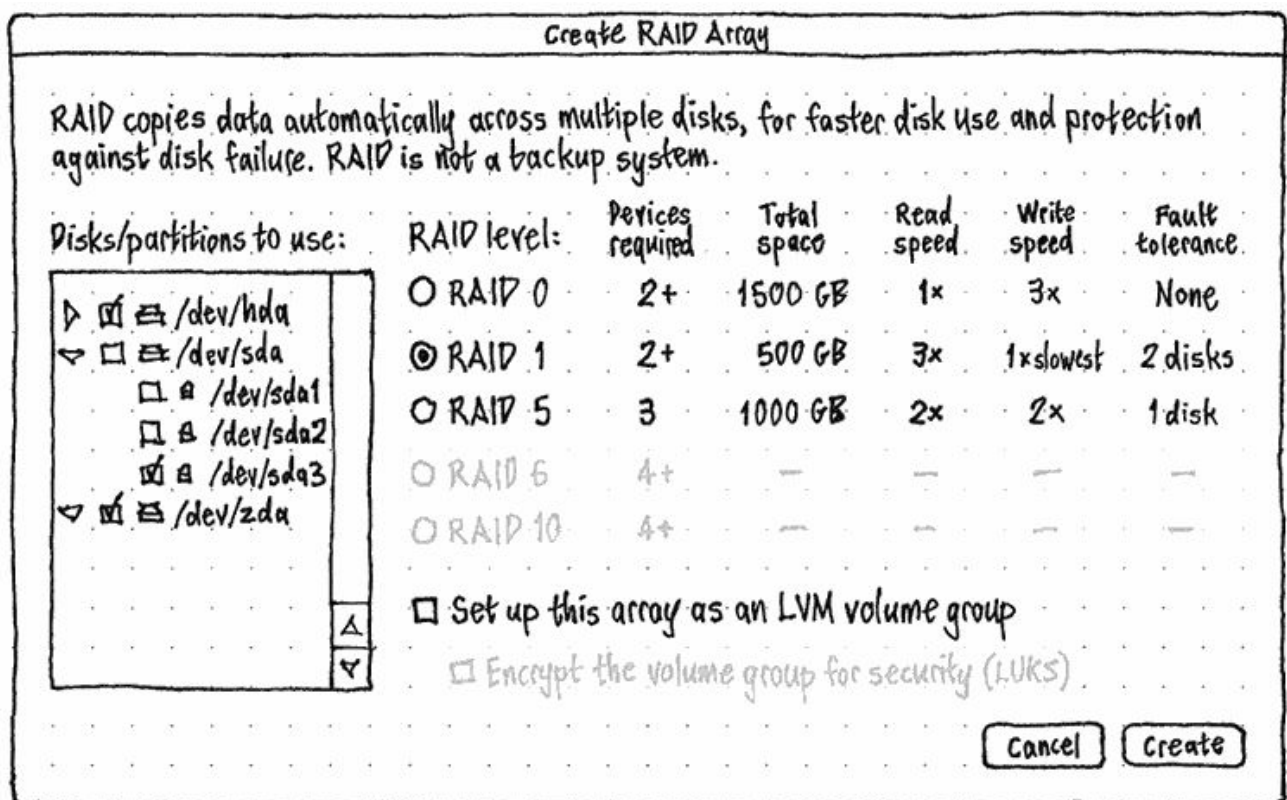 Create RAID Array
RAID copies data automatically across multiple disks, for faster disk use and protection
against disk failure. RAID is not a backup system.
Disks/partitions to use:
/dev/hda
/dev/sda
/dev/sda1
/dev/sda2
/dev/sda3
/dev/zda
RAID level: Devices required Total space Read speed Write speed Fault tolerance
RAID 0 2+ 1500 GB 1x 3x None
RAID 1 2+ 500 GB 3x 1x slowest 2 disks
RAID 5 3 1000 GB 2x 2x 1 disk
RAID 6 4+ — — — —
RAID 10 4+ — — — —
Set up this array as an LVM volume group
Encrypt the volume group for security (LUKS)
Cancel Create